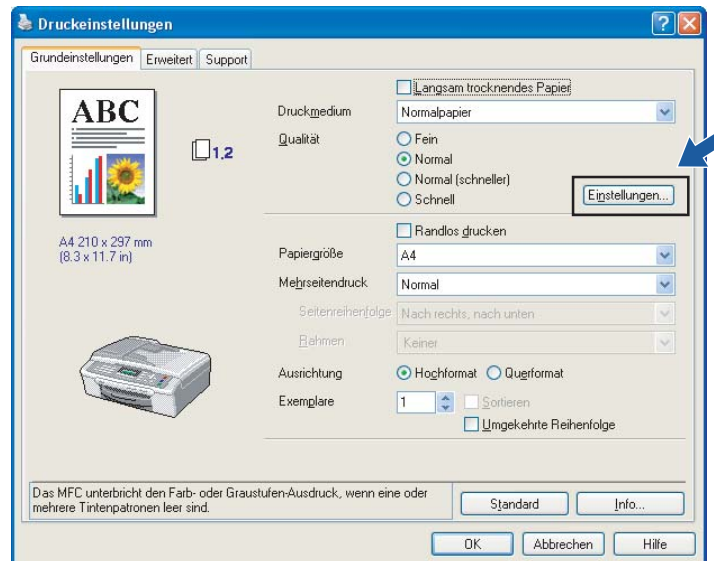 Druckeinstellungen
Grundeinstellungen Erweitert Support
ABC
1.2
A4 210 x 297 mm
(8.3 x 11.7 in)
Langsam trocknendes Papier
Druckmedium Normalpapier
Qualität Fein
Normal
Normal (schneller)
Schnell
Einstellungen...
Randlos drucken
Papiergröße A4
Mehrseitendruck Normal
Seitenreihenfolge Nach rechts, nach unten
Rahmen Keiner
Ausrichtung Hochformat Querformat
Exemplare 1 Sortieren
Umgekehrte Reihenfolge
Das MFC unterbricht den Farb- oder Graustufen-Ausdruck, wenn eine oder
mehrere Tintenpatronen leer sind.
Standard Info...
OK Abbrechen Hilfe